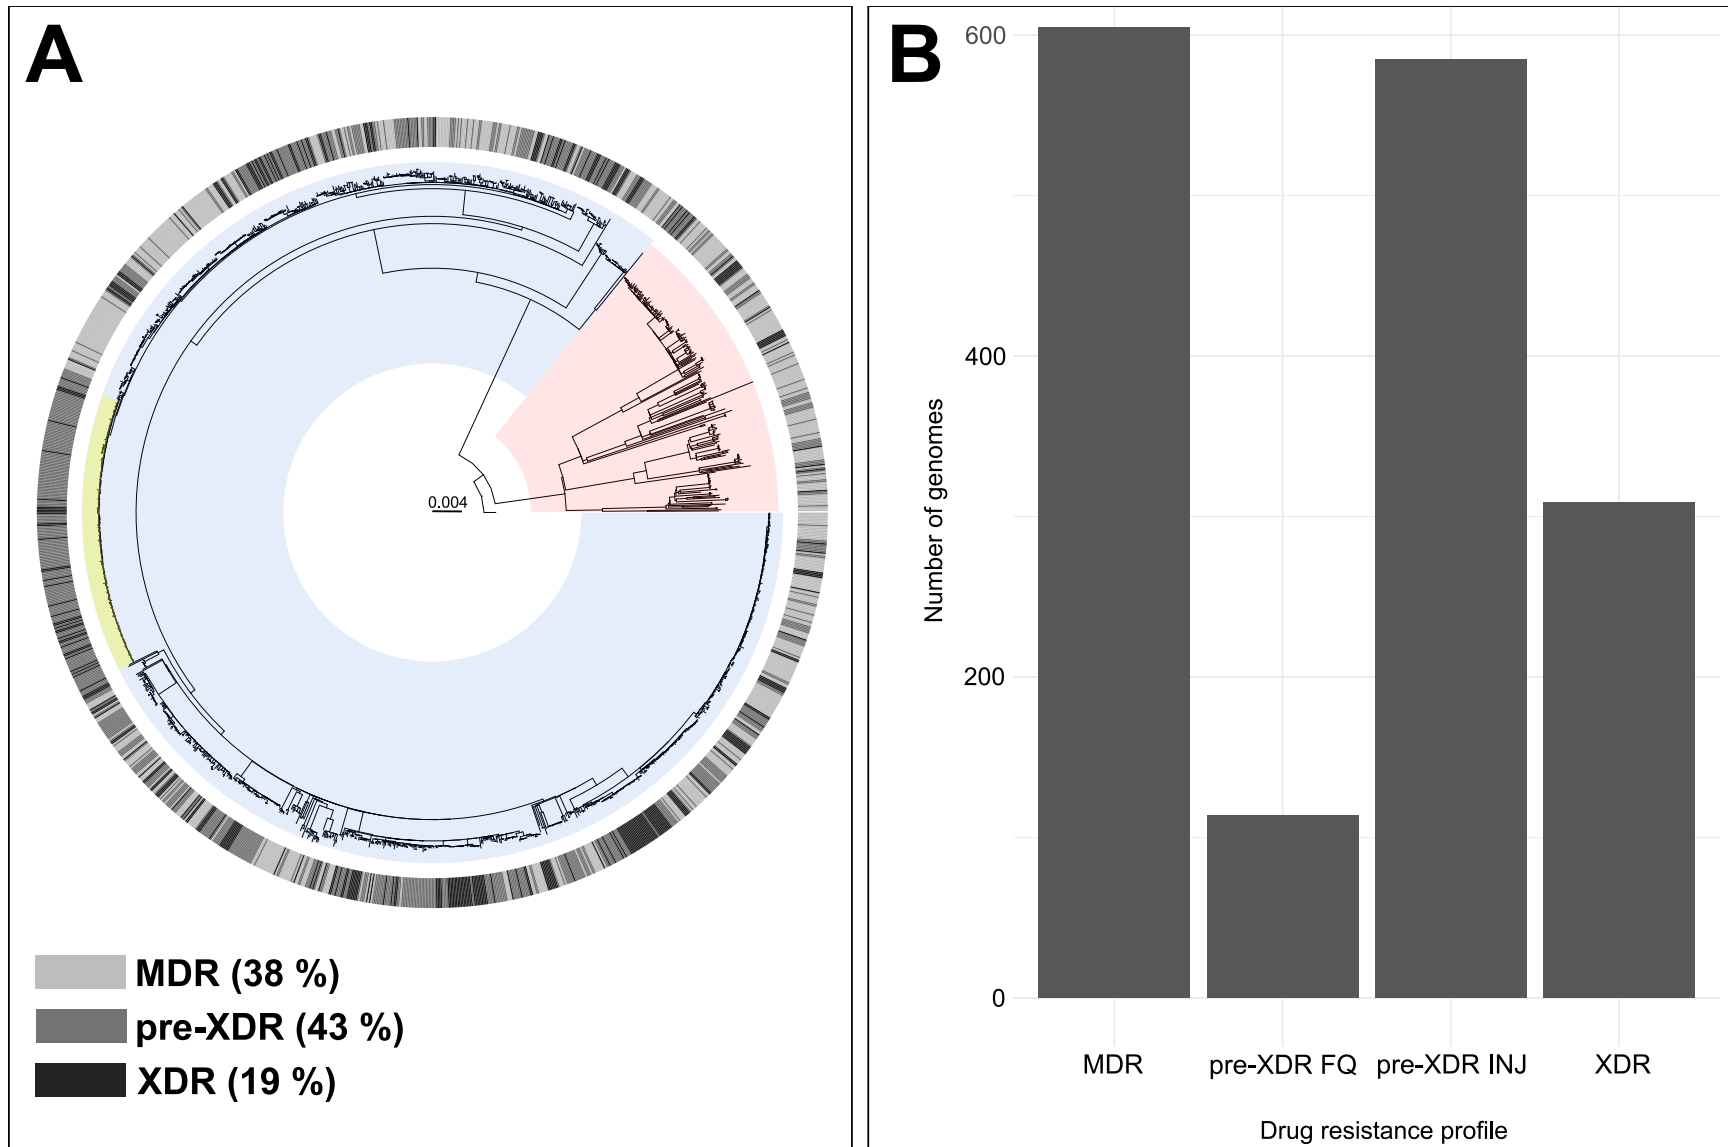 A
0.004
MDR (38 %)
pre-XDR (43 %)
XDR (19 %)
B
Number of genomes
600
400
200
0
MDR
pre-XDR FQ
pre-XDR INJ
XDR
Drug resistance profile